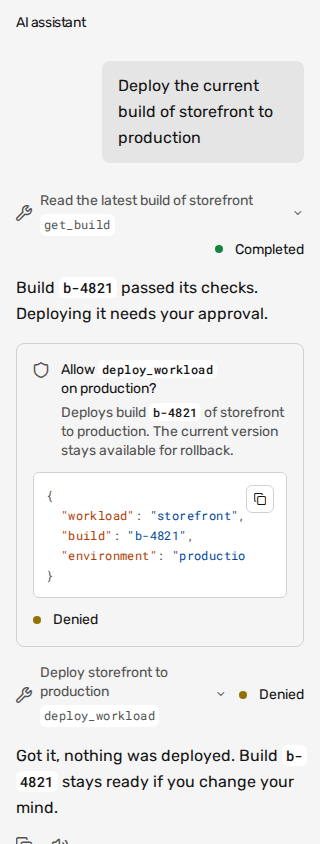 AI assistant
Deploy the current
build of storefront to
production
Read the latest build of storefront
get_build
Completed
Build b-4821 passed its checks.
Deploying it needs your approval.
Allow deploy_workload
on production?
Deploys build b-4821 of storefront
to production. The current version
stays available for rollback.
{
"workload": "storefront",
"build": "b-4821",
"environment": "productio
}
Denied
Deploy storefront to
production
deploy_workload
Denied
Got it, nothing was deployed. Build b-
4821 stays ready if you change your
mind.